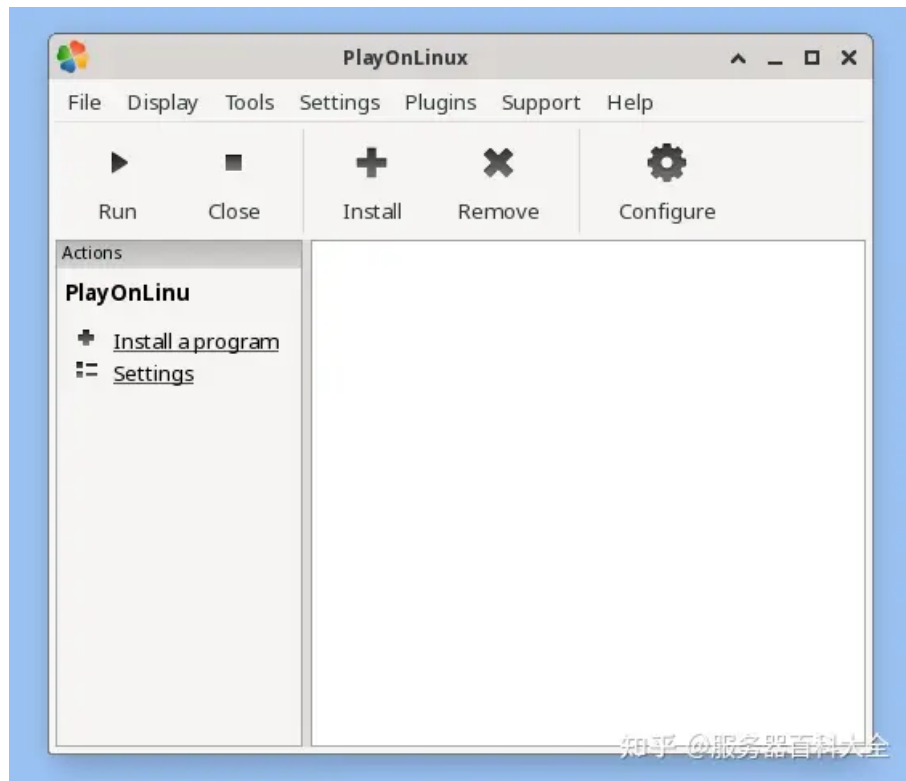 PlayOnLinux
File Display Tools Settings Plugins Support Help
Run Close Install Remove Configure
Actions
PlayOnLinu
Install a program
Settings
知乎 @服务器百科大全